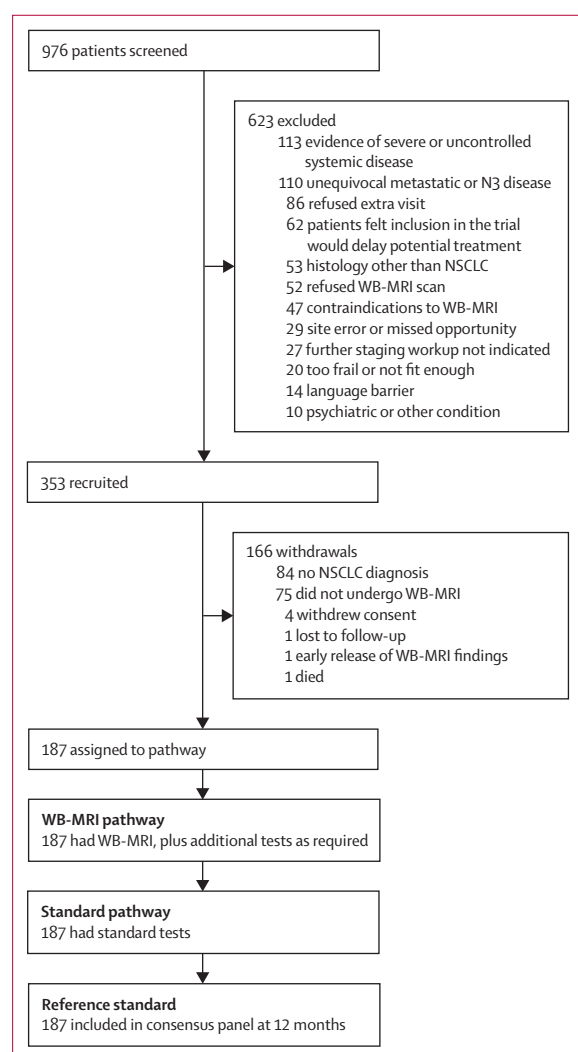 976 patients screened
623 excluded
113 evidence of severe or uncontrolled
systemic disease
110 unequivocal metastatic or N3 disease
86 refused extra visit
62 patients felt inclusion in the trial
would delay potential treatment
53 histology other than NSCLC
52 refused WB-MRI scan
47 contraindications to WB-MRI
29 site error or missed opportunity
27 further staging workup not indicated
20 too frail or not fit enough
14 language barrier
10 psychiatric or other condition
353 recruited
166 withdrawals
84 no NSCLC diagnosis
75 did not undergo WB-MRI
4 withdrew consent
1 lost to follow-up
1 early release of WB-MRI findings
1 died
187 assigned to pathway
WB-MRI pathway
187 had WB-MRI, plus additional tests as required
Standard pathway
187 had standard tests
Reference standard
187 included in consensus panel at 12 months